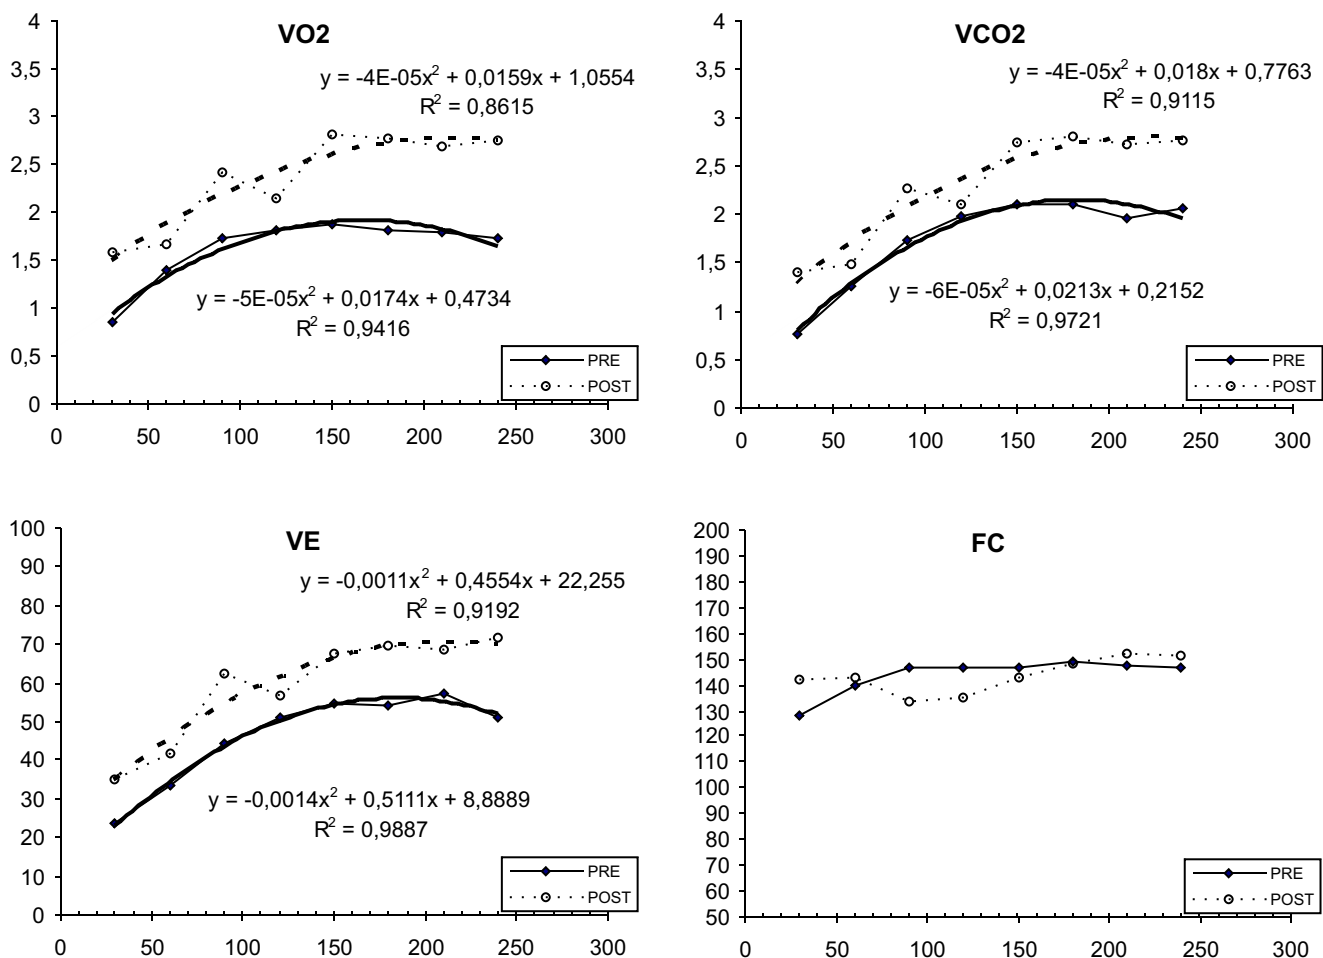 VO2
y = -4E-05x² + 0,0159x + 1,0554
R² = 0,8615
y = -5E-05x² + 0,0174x + 0,4734
R² = 0,9416
PRE
POST
4
3,5
3
2,5
2
1,5
1
0,5
0
0 50 100 150 200 250 300
VCO2
y = -4E-05x² + 0,018x + 0,7763
R² = 0,9115
y = -6E-05x² + 0,0213x + 0,2152
R² = 0,9721
PRE
POST
4
3,5
3
2,5
2
1,5
1
0,5
0
0 50 100 150 200 250 300
VE
y = -0,0011x² + 0,4554x + 22,255
R² = 0,9192
y = -0,0014x² + 0,5111x + 8,8889
R² = 0,9887
PRE
POST
100
90
80
70
60
50
40
30
20
10
0
0 50 100 150 200 250 300
FC
PRE
POST
200
190
180
170
160
150
140
130
120
110
100
90
80
70
60
50
0 50 100 150 200 250 300